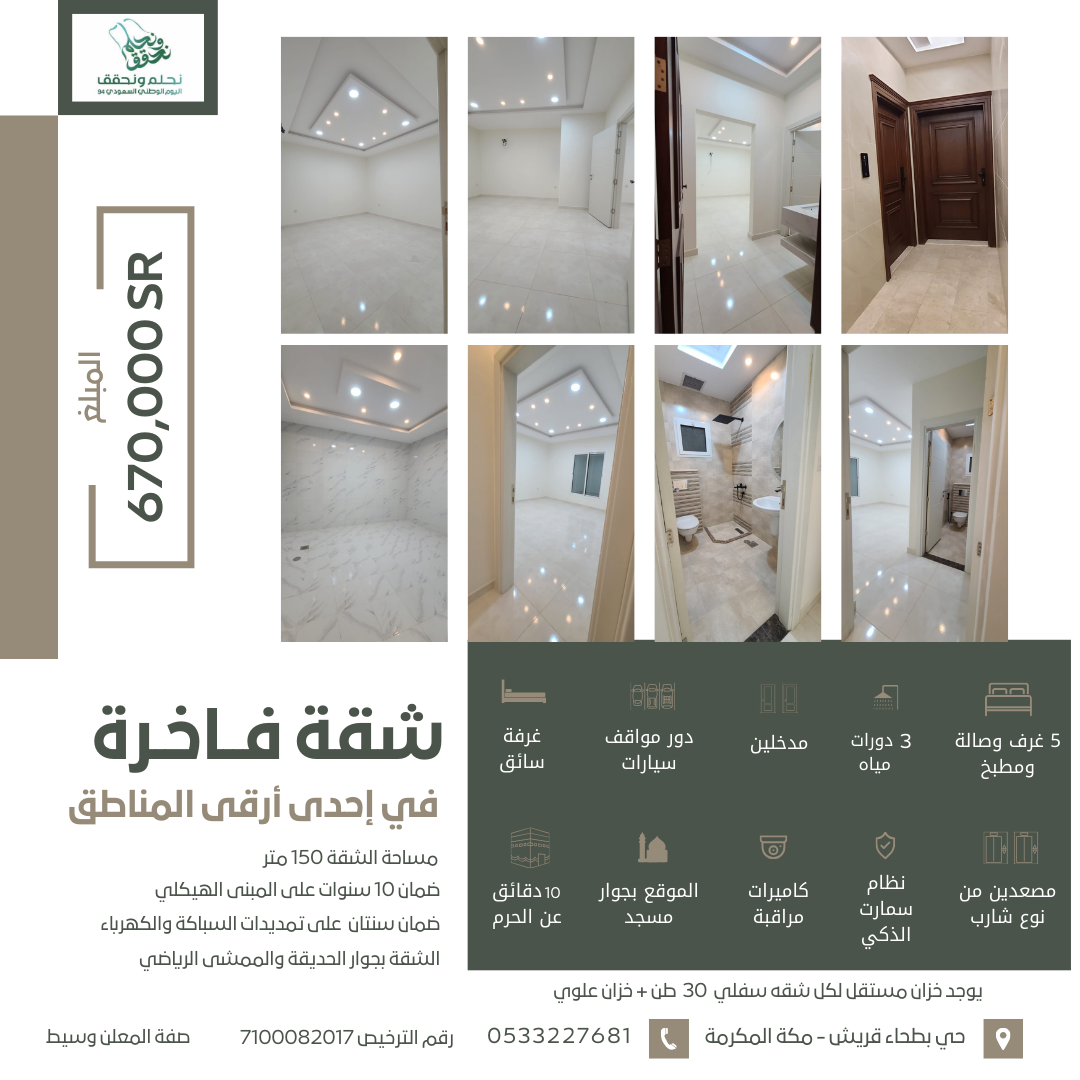 نحلم ونحقق
نحلم ونحقق
اليوم الوطني السعودي 94
المبلغ
670,000 SR
شقة فاخرة
في إحدى أرقى المناطق
مساحة الشقة 150 متر
ضمان 10 سنوات على المبنى الهيكلي
ضمان سنتان على تمديدات السباكة والكهرباء
الشقة بجوار الحديقة والممشى الرياضي
5 غرف وصالة
ومطبخ
3 دورات
مياه
مدخلين
دور مواقف
سيارات
غرفة
سائق
مصعدين من
نوع شارب
نظام
سمارت
الذكي
كاميرات
مراقبة
الموقع بجوار
مسجد
10 دقائق
عن الحرم
يوجد خزان مستقل لكل شقه سفلي 30 طن + خزان علوي
حي بطحاء قريش - مكة المكرمة
0533227681
رقم الترخيص 7100082017
صفة المعلن وسيط